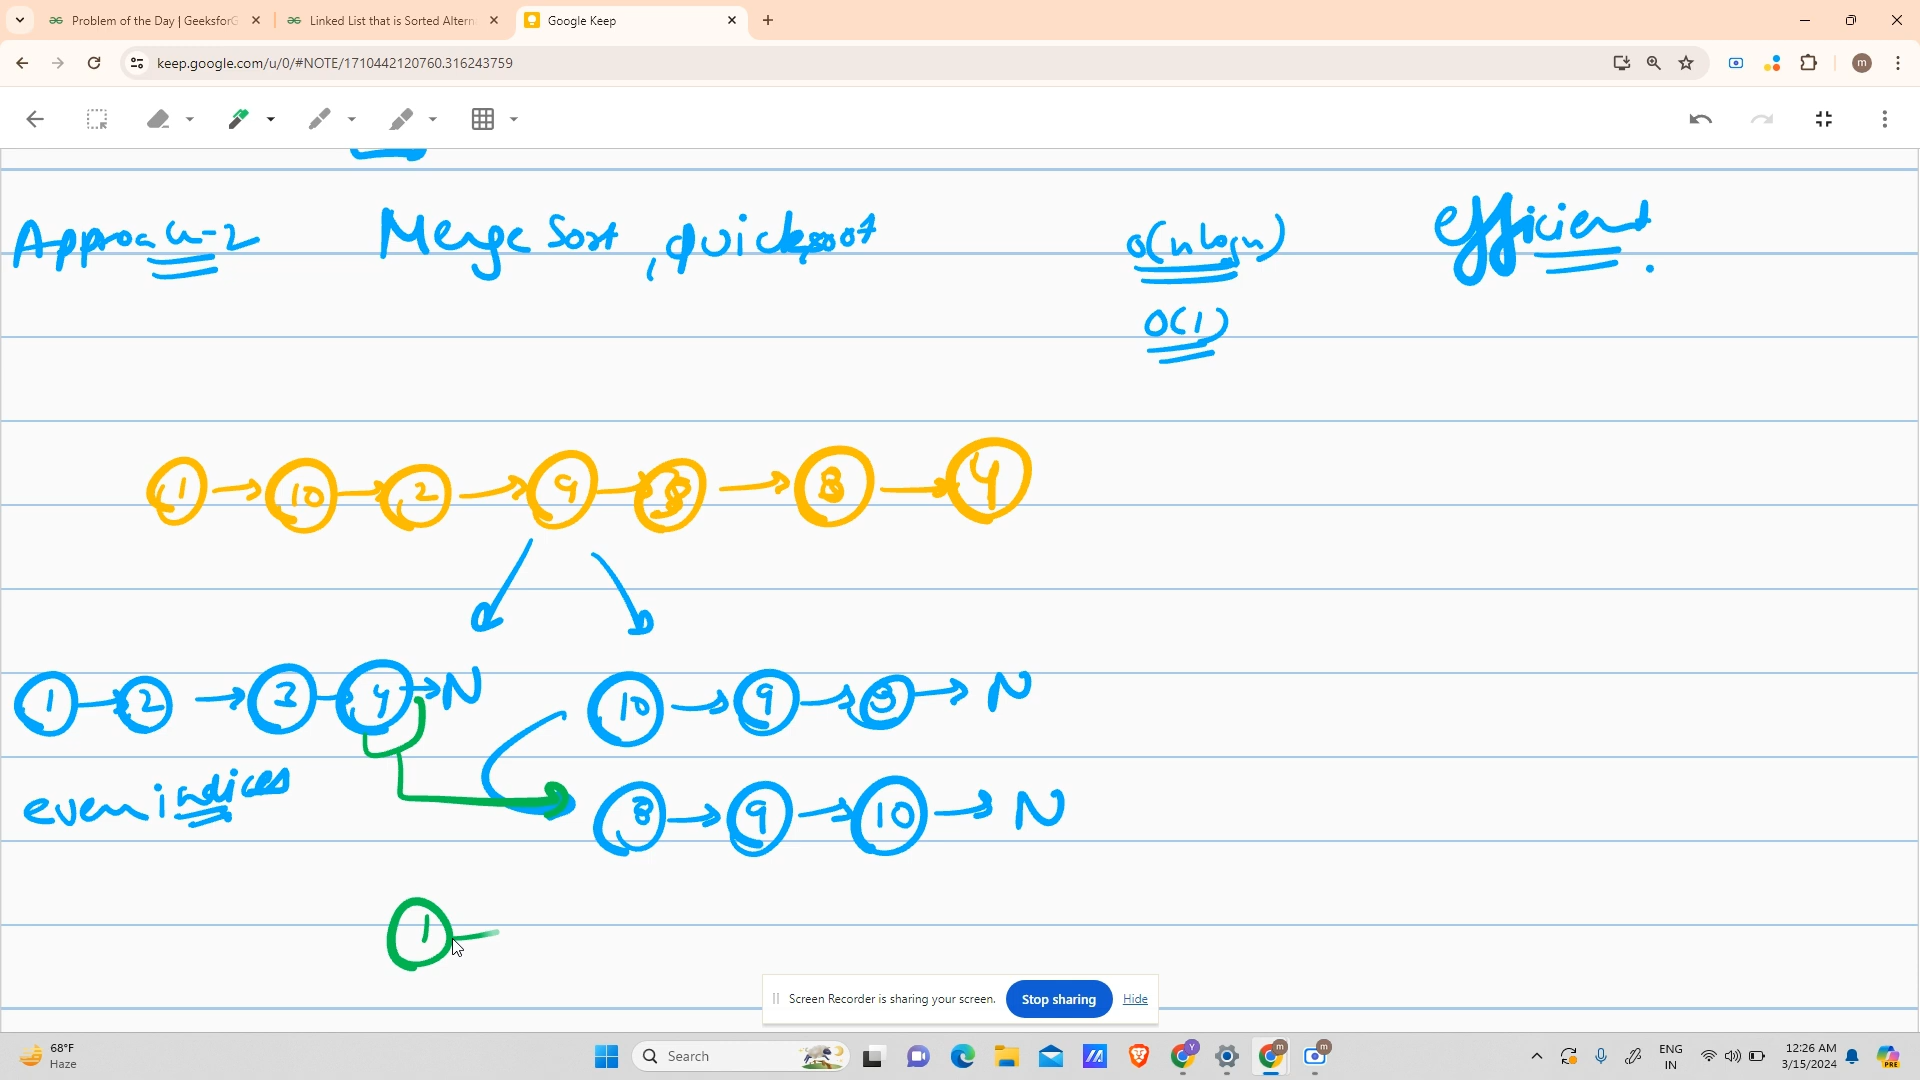 Problem of the Day | GeeksforG
Linked List that is Sorted Altern
Google Keep
keep.google.com/u/0/#NOTE/1710442120760.316243759
m
Approach-2 Merge Sort, quicksort O(n logn) efficient.
O(1)
1 10 2 9 8 4
1 2 3 4 N 10 9 8 N
even indices 8 9 10 N
1
Screen Recorder is sharing your screen. Stop sharing Hide
68°F
Haze
Search
ENG
IN
12:26 AM
3/15/2024